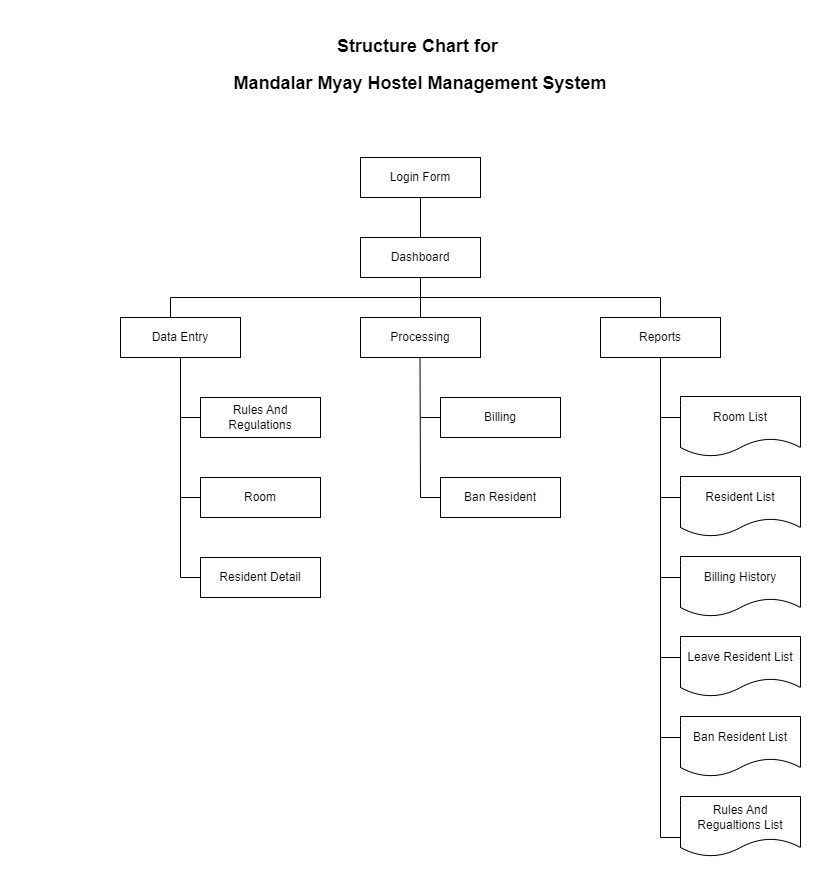 Structure Chart for
Mandalar Myay Hostel Management System
Login Form
Dashboard
Data Entry
Processing
Reports
Rules And
Regulations
Room
Resident Detail
Billing
Ban Resident
Room List
Resident List
Billing History
Leave Resident List
Ban Resident List
Rules And
Regualtions List